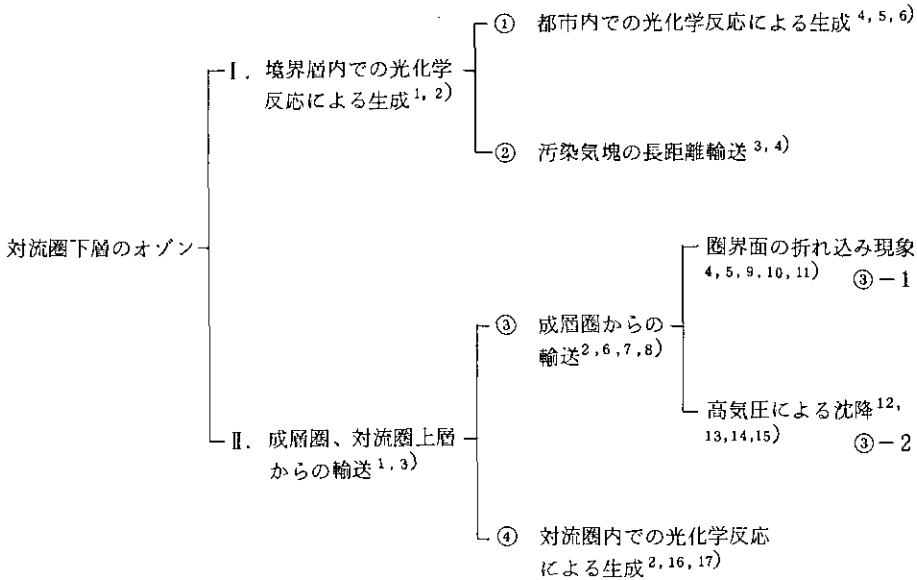 ① 都市内での光化学反応による生成4, 5, 6)
Ⅰ. 境界層内での光化学
反応による生成1, 2)
② 汚染気塊の長距離輸送3, 4)
対流圏下層のオゾン
圏界面の折れ込み現象
4, 5, 9, 10, 11) ③-1
③ 成層圏からの
輸送2, 6, 7, 8)
高気圧による沈降12,
13, 14, 15) ③-2
Ⅱ. 成層圏、対流圏上層
からの輸送1, 3)
④ 対流圏内での光化学反応
による生成2, 16, 17)